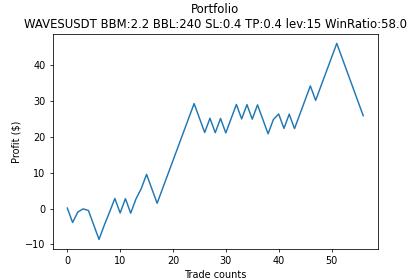 Portfolio
WAVESUSDT BBM:2.2 BBL:240 SL:0.4 TP:0.4 lev:15 WinRatio:58.0
40
30
20
10
0
−10
Profit ($)
0 10 20 30 40 50
Trade counts